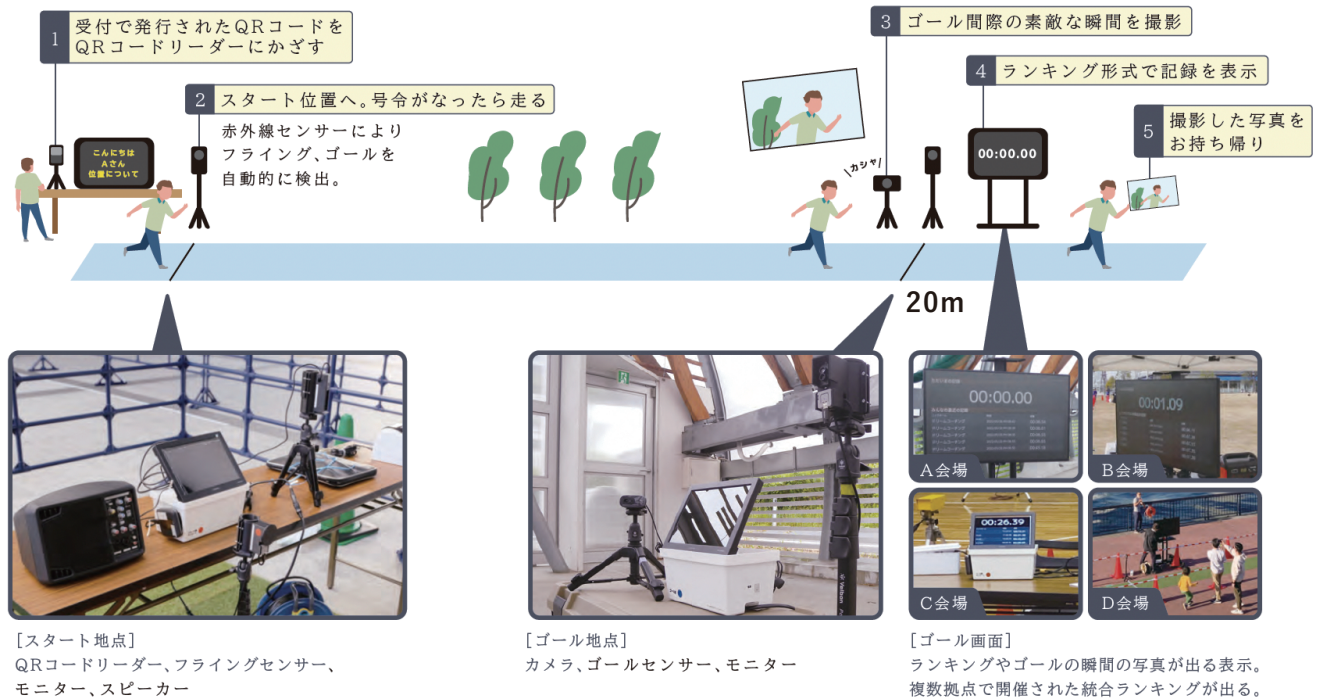 1
受付で発行されたQRコードを
QRコードリーダーにかざす
2
スタート位置へ。号令がなったら走る
赤外線センサーにより
フライング、ゴールを
自動的に検出。
こんにちは
Aさん
位置について
3
ゴール間際の素敵な瞬間を撮影
カシャ
4
ランキング形式で記録を表示
00:00.00
5
撮影した写真を
お持ち帰り
20m
00:00.00
A会場
00:01.09
B会場
00:26.39
C会場
D会場
Velbon
[スタート地点]
QRコードリーダー、フライングセンサー、
モニター、スピーカー
[ゴール地点]
カメラ、ゴールセンサー、モニター
[ゴール画面]
ランキングやゴールの瞬間の写真が出る表示。
複数拠点で開催された統合ランキングが出る。